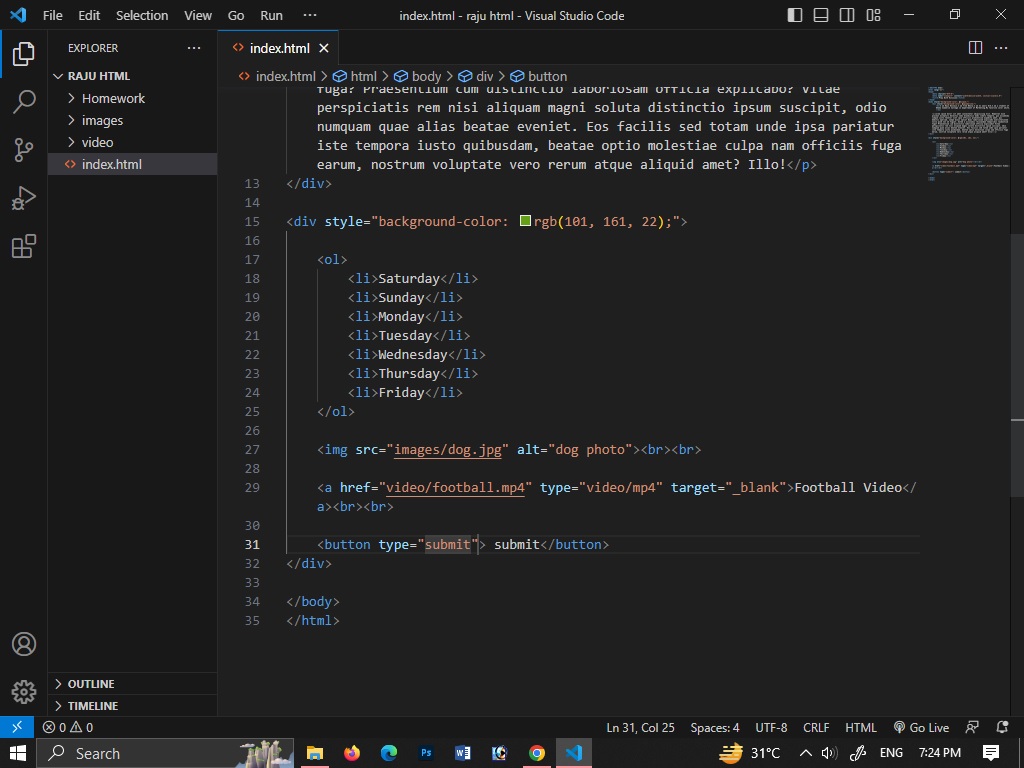 File Edit Selection View Go Run ··· index.html - raju html - Visual Studio Code
EXPLORER ···
RAJU HTML
Homework
images
video
index.html
OUTLINE
TIMELINE
<> index.html ×
<> index.html > html > body > div > button
fuga? Praesentium cum distinctio laboriosam officia explicabo? Vitae
perspiciatis rem nisi aliquam magni soluta distinctio ipsum suscipit, odio
numquam quae alias beatae eveniet. Eos facilis sed totam unde ipsa pariatur
iste tempora iusto quibusdam, beatae optio molestiae culpa nam officiis fuga
earum, nostrum voluptate vero rerum atque aliquid amet? Illo!</p>
13 </div>
14
15 <div style="background-color: rgb(101, 161, 22);">
16
17 <ol>
18 <li>Saturday</li>
19 <li>Sunday</li>
20 <li>Monday</li>
21 <li>Tuesday</li>
22 <li>Wednesday</li>
23 <li>Thursday</li>
24 <li>Friday</li>
25 </ol>
26
27 <img src="images/dog.jpg" alt="dog photo"><br><br>
28
29 <a href="video/football.mp4" type="video/mp4" target="_blank">Football Video</
a><br><br>
30
31 <button type="submit"> submit</button>
32 </div>
33
34 </body>
35 </html>
0 0 Ln 31, Col 25 Spaces: 4 UTF-8 CRLF HTML Go Live
Search Ps W 31°C ENG 7:24 PM